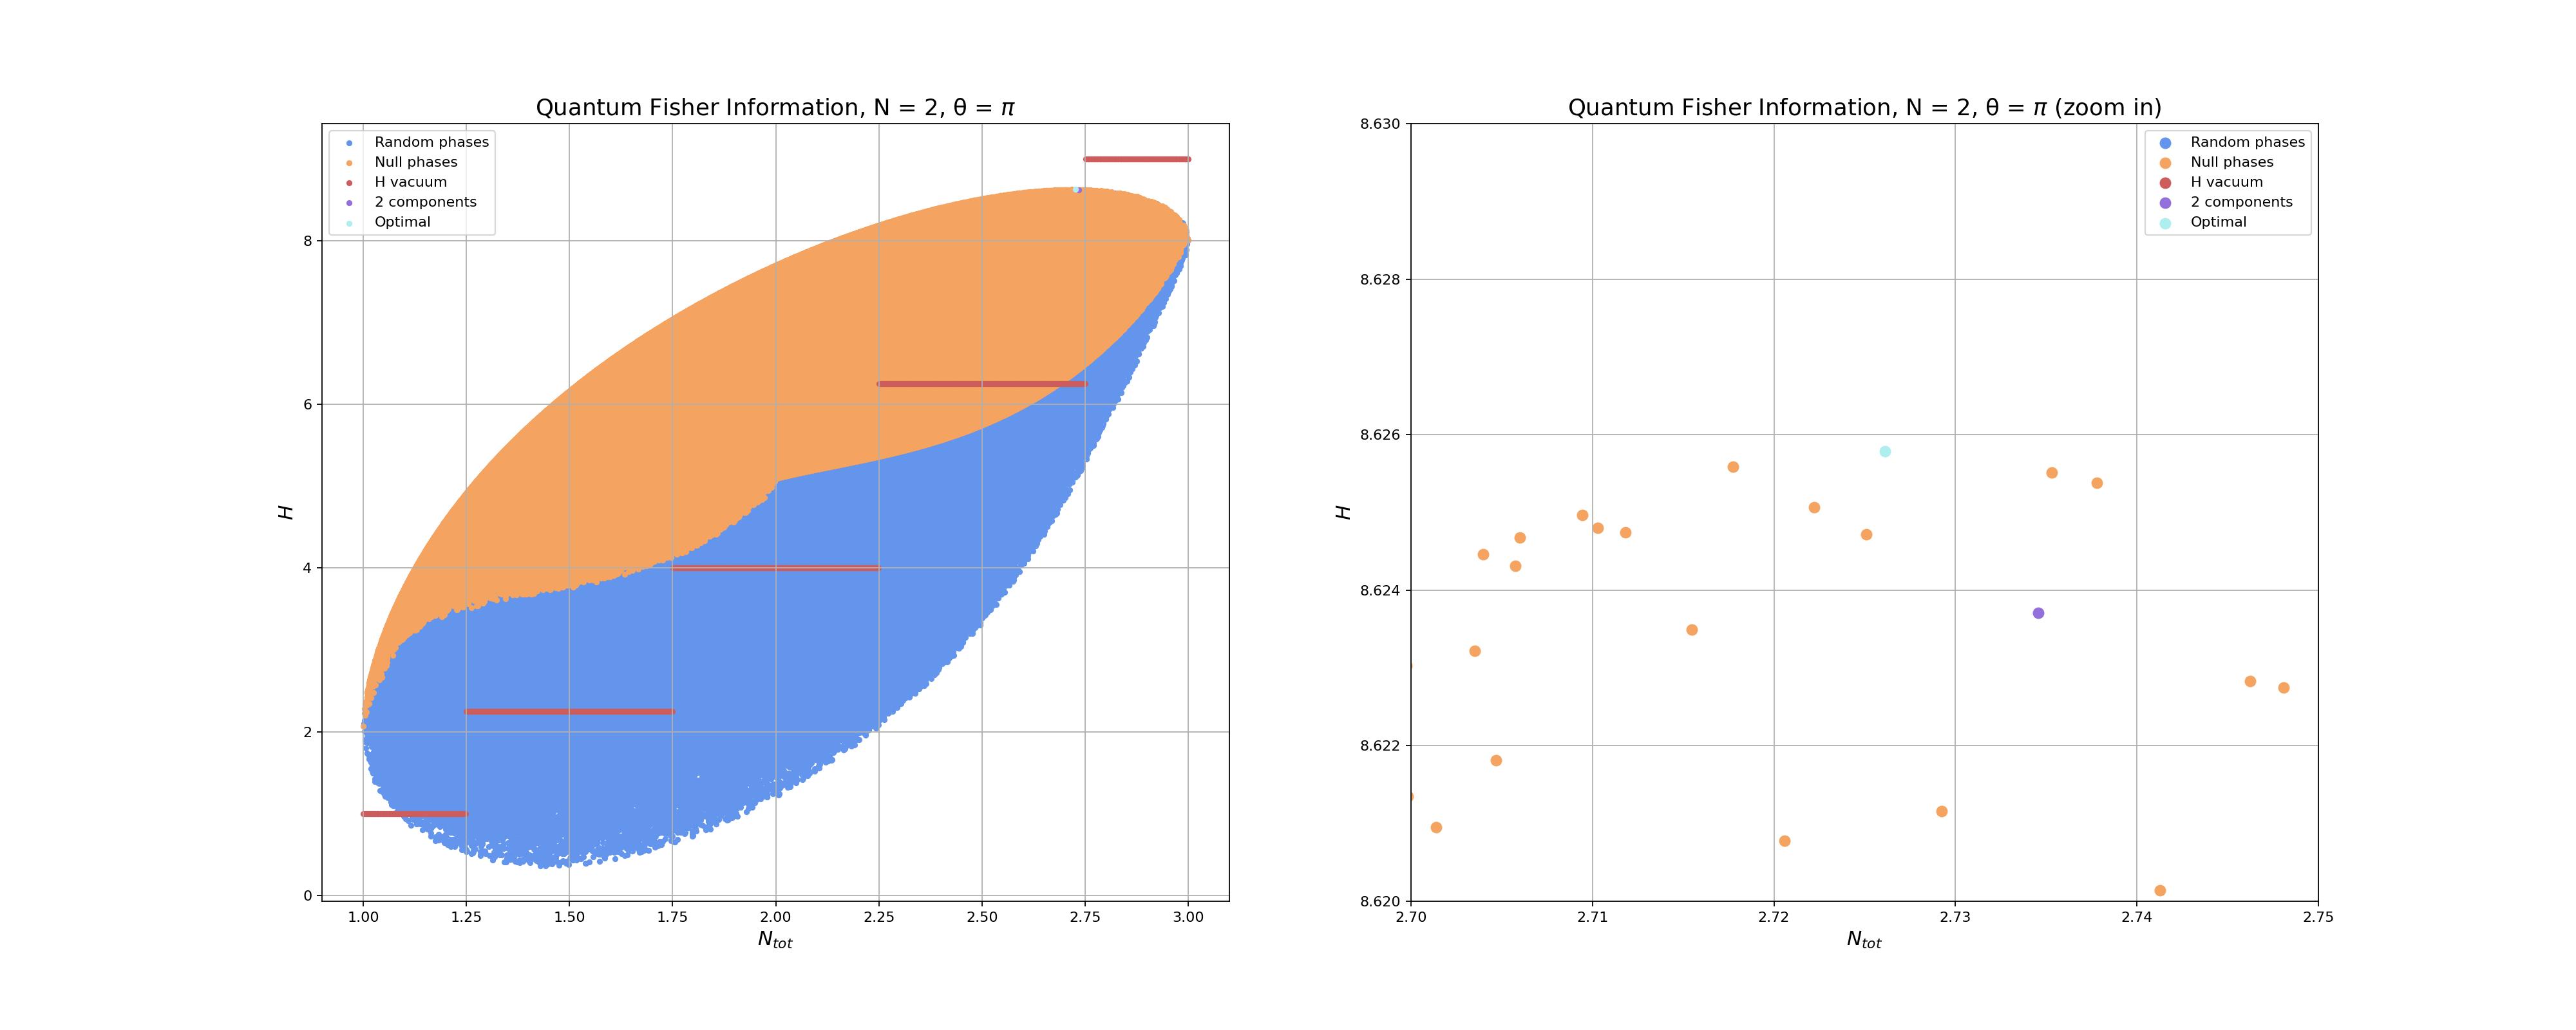 Quantum Fisher Information, N = 2, θ = π
Random phases
Null phases
H vacuum
2 components
Optimal
8
6
4
2
0
H
1.00 1.25 1.50 1.75 2.00 2.25 2.50 2.75 3.00
N_tot
Quantum Fisher Information, N = 2, θ = π (zoom in)
Random phases
Null phases
H vacuum
2 components
Optimal
8.630
8.628
8.626
8.624
8.622
8.620
H
2.70 2.71 2.72 2.73 2.74 2.75
N_tot